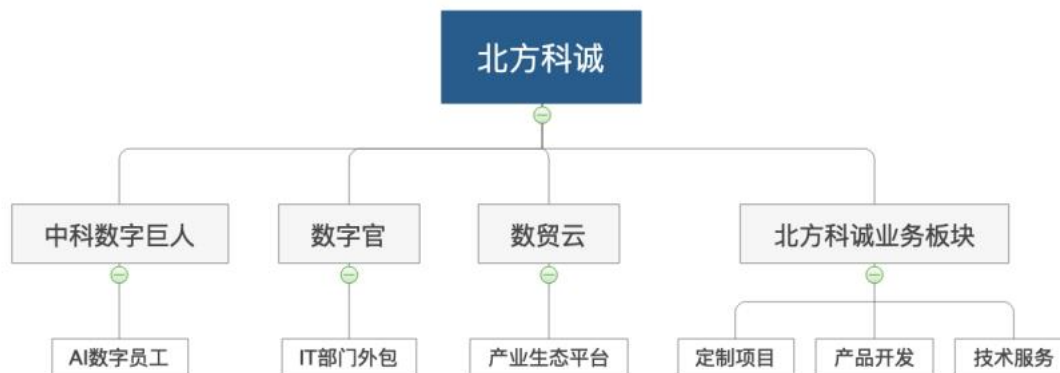 北方科诚
中科数字巨人
数字官
数贸云
北方科诚业务板块
AI数字员工
IT部门外包
产业生态平台
定制项目
产品开发
技术服务